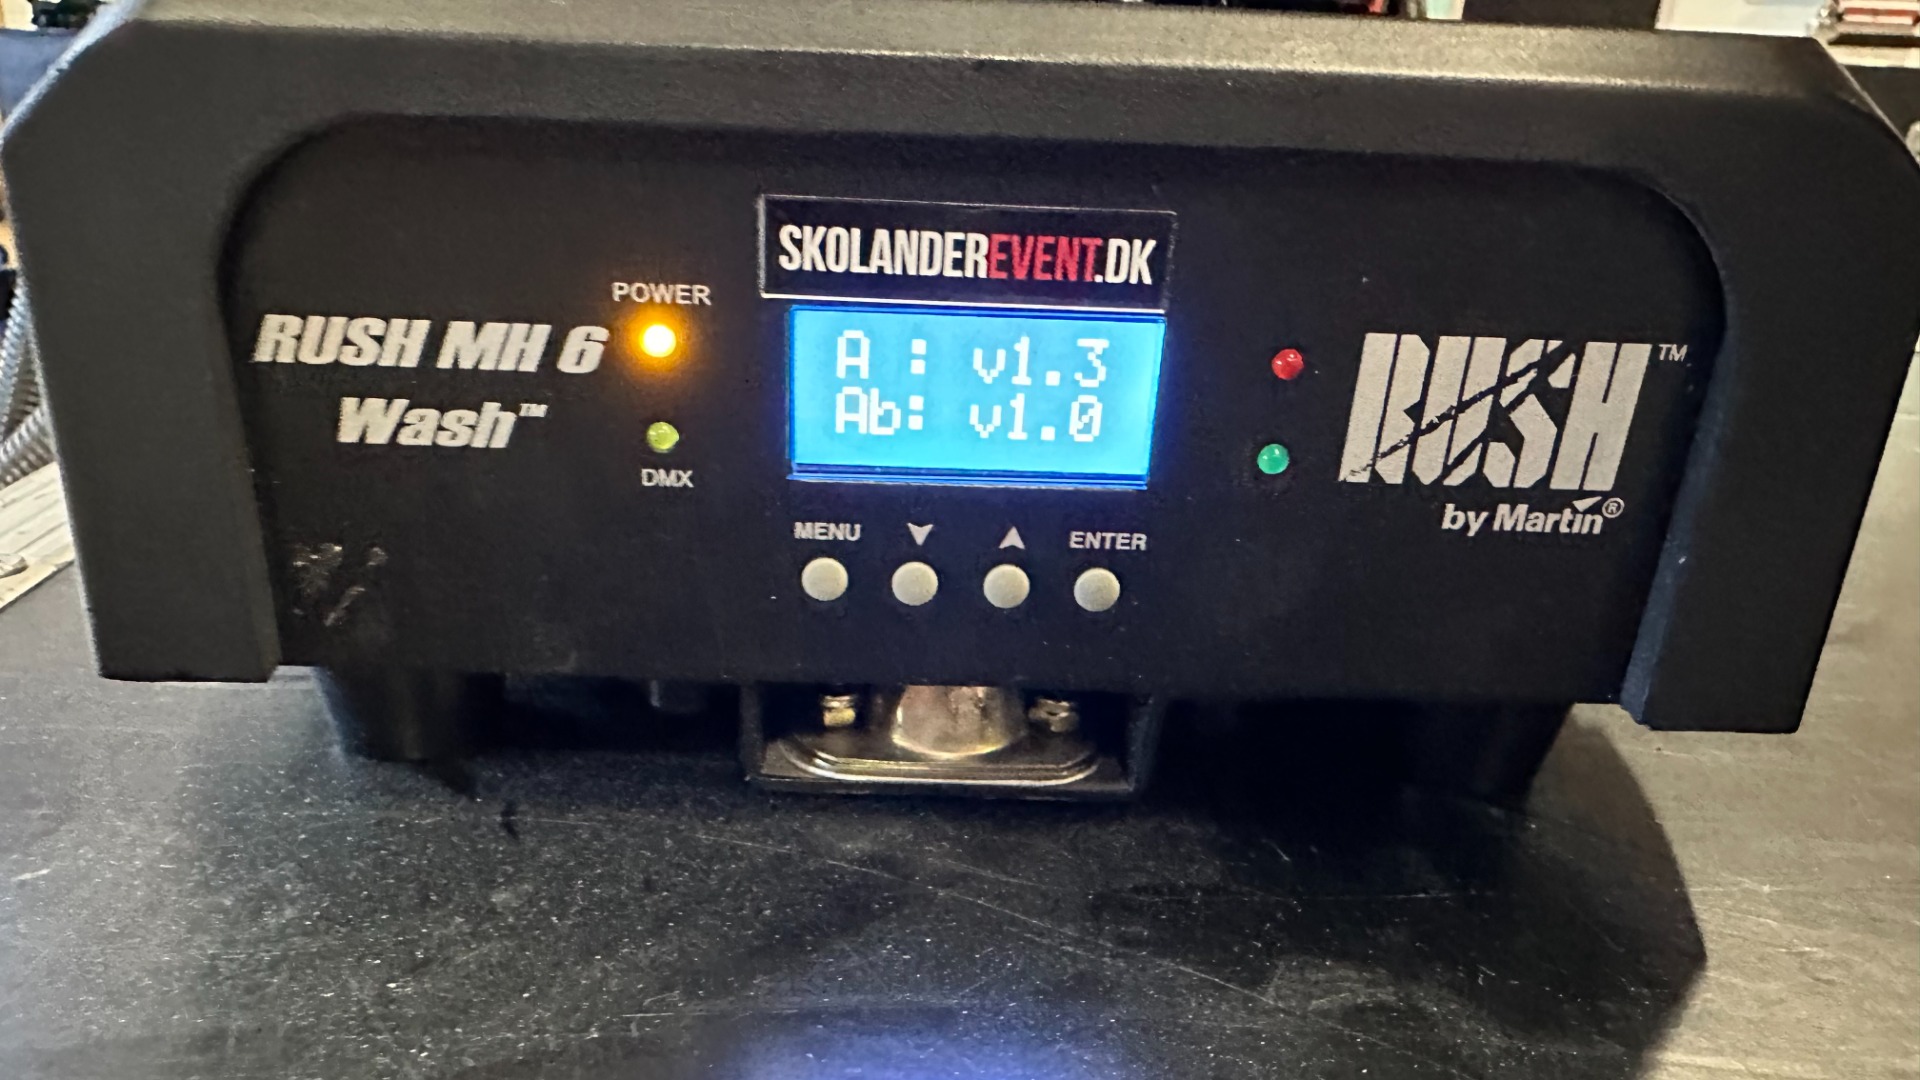 SKOLANDEREVENT.DK
POWER
RUSH MH 6
Wash™
DMX
A : v1.3
Ab: v1.0
RUSH™
by Martin®
MENU
ENTER